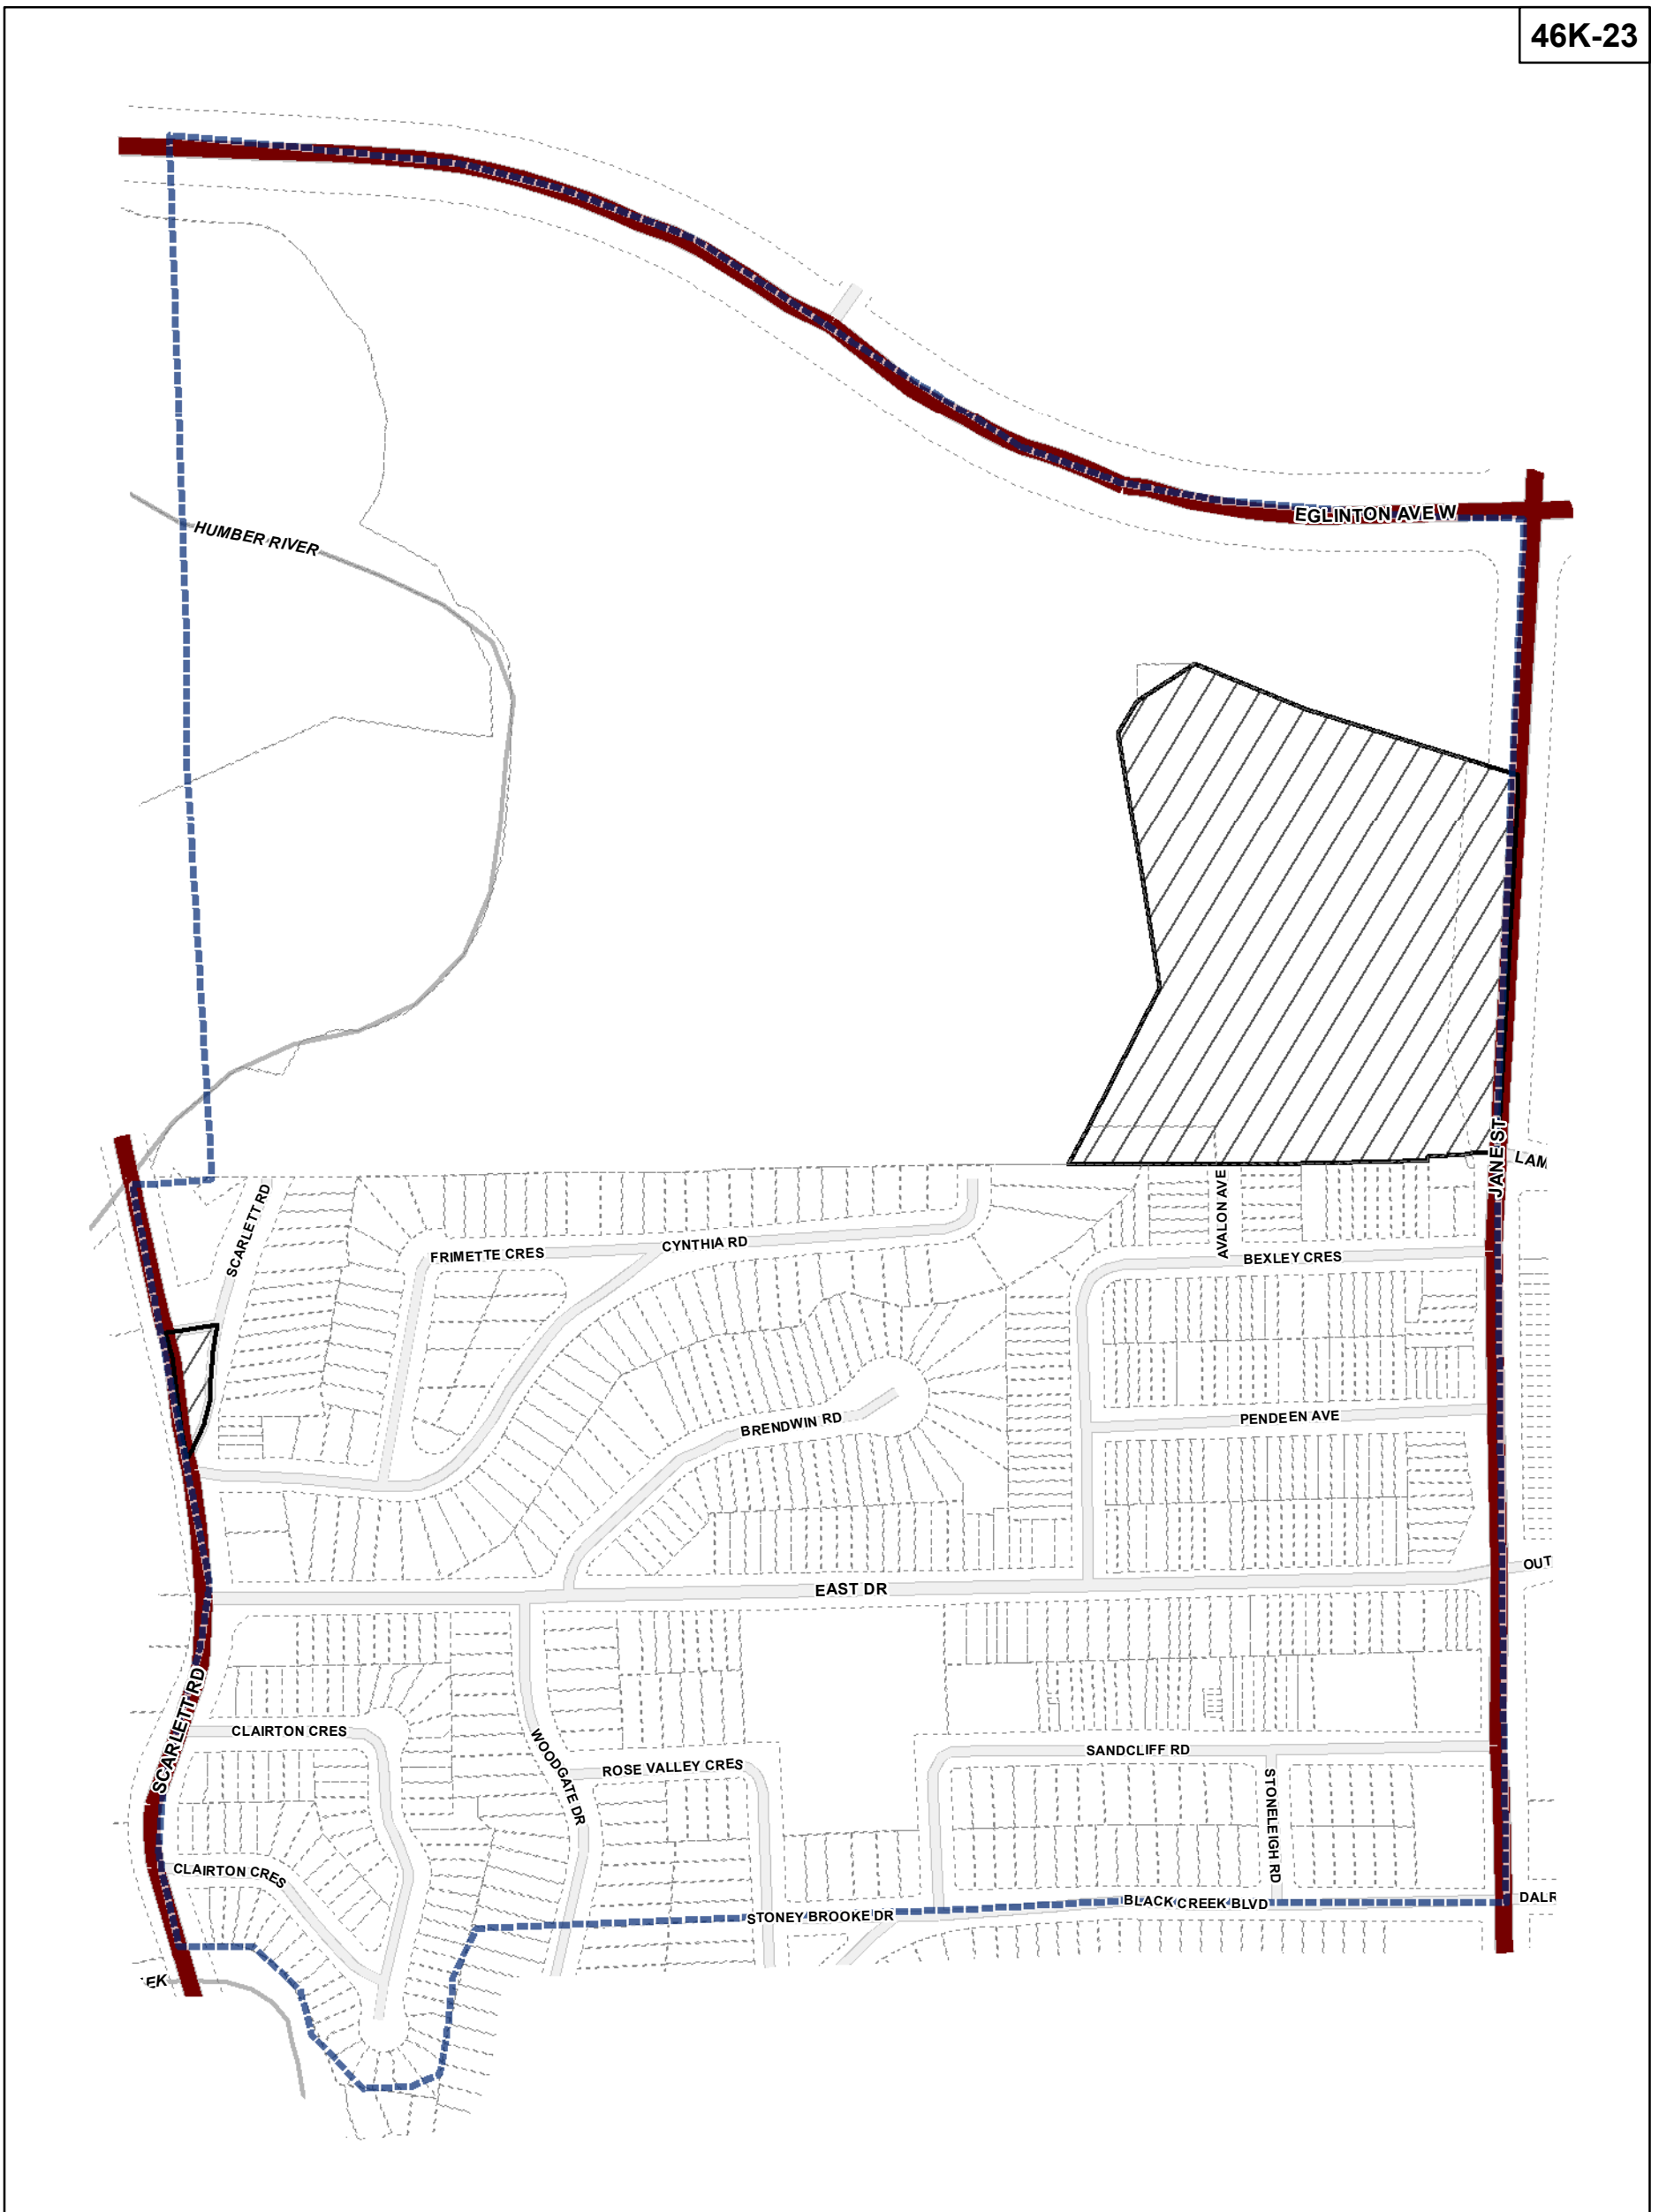 46K-23
EGLINTON AVE W
HUMBER RIVER
JANE ST
LAM
SCARLETT RD
AVALON AVE
CYNTHIA RD
FRIMETTE CRES
BEXLEY CRES
PENDEEN AVE
BRENDWIN RD
OUT
EAST DR
SCARLETT RD
CLAIRTON CRES
WOODGATE DR
SANDCLIFF RD
ROSE VALLEY CRES
STONELEIGH RD
CLAIRTON CRES
DALR
BLACK CREEK BLVD
STONEY BROOKE DR
EK